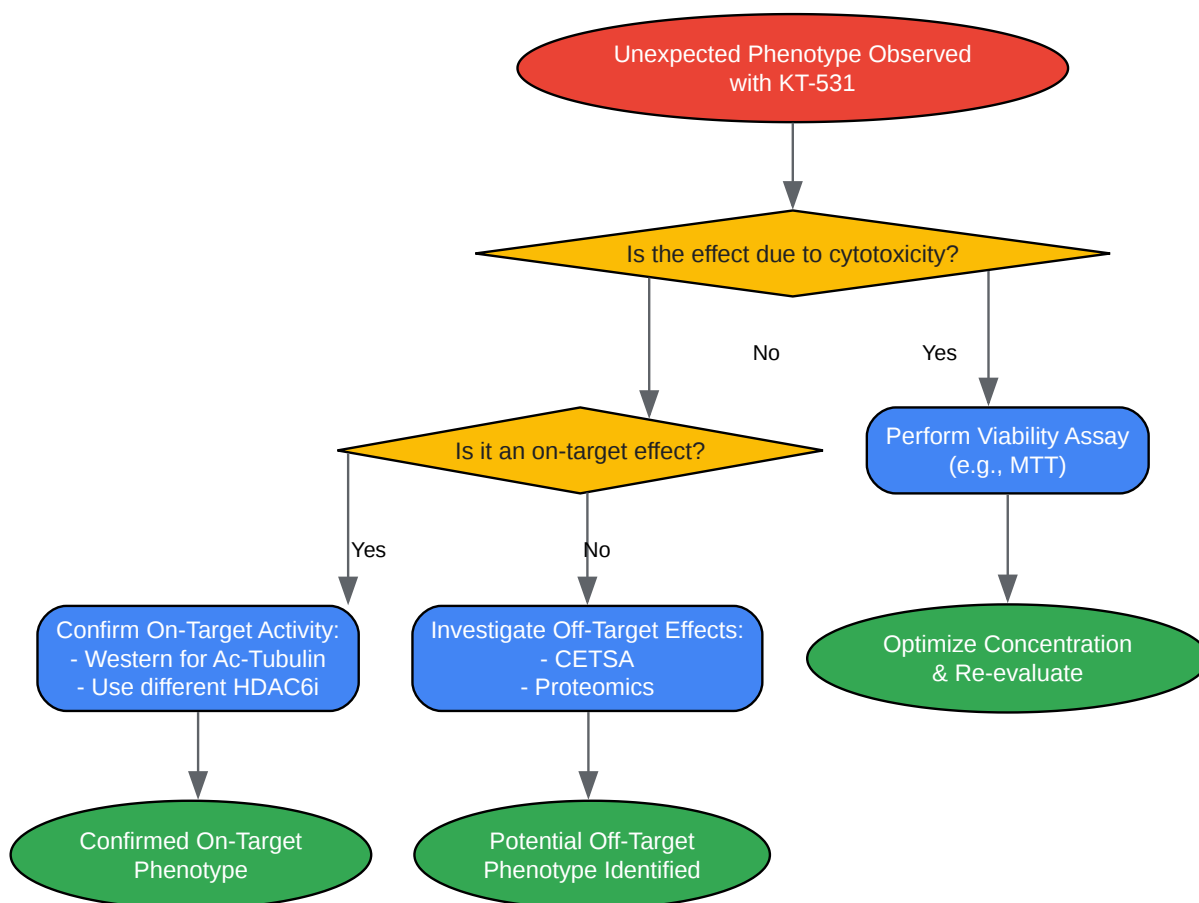 Unexpected Phenotype Observed
with KT-531
Is the effect due to cytotoxicity?
No
Yes
Is it an on-target effect?
Perform Viability Assay
(e.g., MTT)
Yes
No
Confirm On-Target Activity:
- Western for Ac-Tubulin
- Use different HDAC6i
Investigate Off-Target Effects:
- CETSA
- Proteomics
Optimize Concentration
& Re-evaluate
Confirmed On-Target
Phenotype
Potential Off-Target
Phenotype Identified